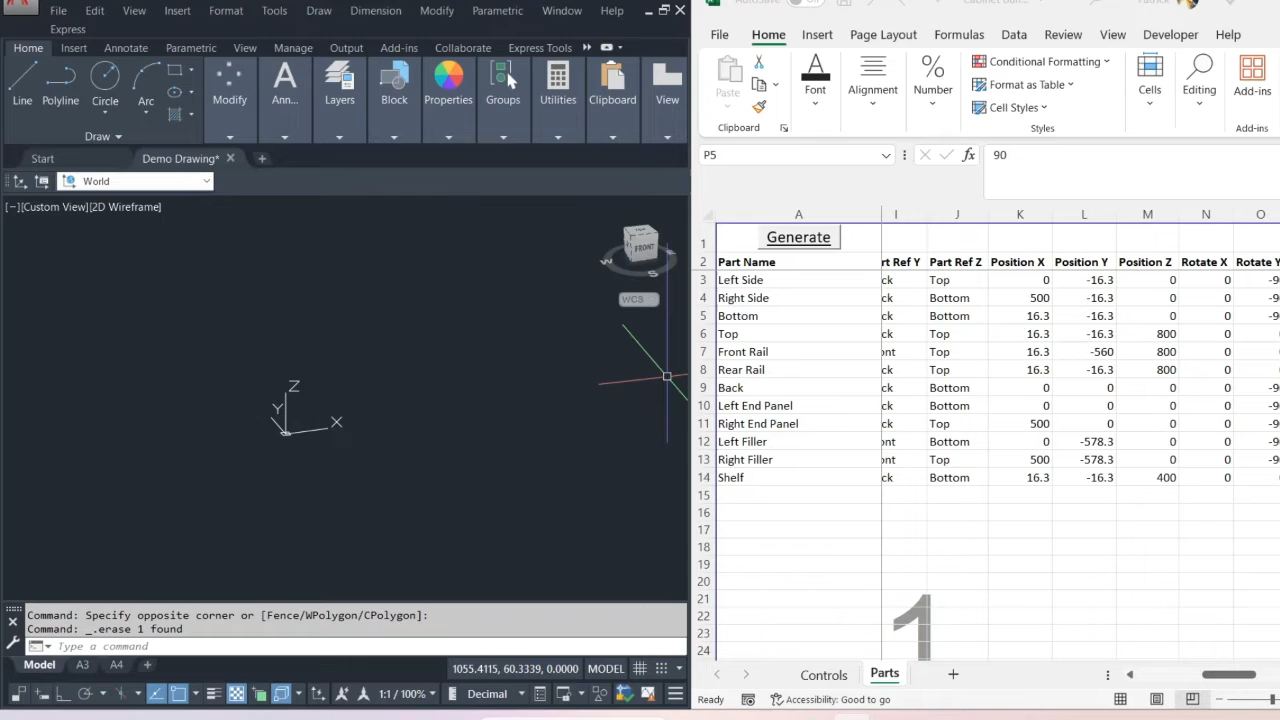 File Edit View Insert Format Tools Draw Dimension Modify Parametric Window Help
Express
Home Insert Annotate Parametric View Manage Output Add-ins Collaborate Express Tools
Line Polyline Circle Arc Modify Ann... Layers Block Properties Groups Utilities Clipboard View
Draw
Start Demo Drawing*
World
[−][Custom View][2D Wireframe]
TOP
FRONT
W
S
WCS
Z
Y
X
Command: Specify opposite corner or [Fence/WPolygon/CPolygon]:
Command: _.erase 1 found
Type a command
Model A3 A4
1055.4115, 60.3339, 0.0000 MODEL
1:1 / 100% Decimal
AutoSave Off
File Home Insert Page Layout Formulas Data Review View Developer Help
Paste
Font Alignment Number
Conditional Formatting
Format as Table
Cell Styles
Cells Editing Add-ins
Clipboard Styles Add-ins
P5 fx 90
A I J K L M N O
1 Generate
2 Part Name rt Ref Y Part Ref Z Position X Position Y Position Z Rotate X Rotate Y
3 Left Side ck Top 0 -16.3 0 0 -9
4 Right Side ck Bottom 500 -16.3 0 0 -9
5 Bottom ck Bottom 16.3 -16.3 0 0 -9
6 Top ck Top 16.3 -16.3 800 0
7 Front Rail ont Top 16.3 -560 800 0
8 Rear Rail ck Top 16.3 -16.3 800 0
9 Back ck Bottom 0 0 0 0 -9
10 Left End Panel ck Bottom 0 0 0 0 -9
11 Right End Panel ck Top 500 0 0 0 -9
12 Left Filler ont Bottom 0 -578.3 0 0 -9
13 Right Filler ont Top 500 -578.3 0 0 -9
14 Shelf ck Bottom 16.3 -16.3 400 0
15
16
17
18
19
20
21
22
23
24
1
Controls Parts
Ready Accessibility: Good to go